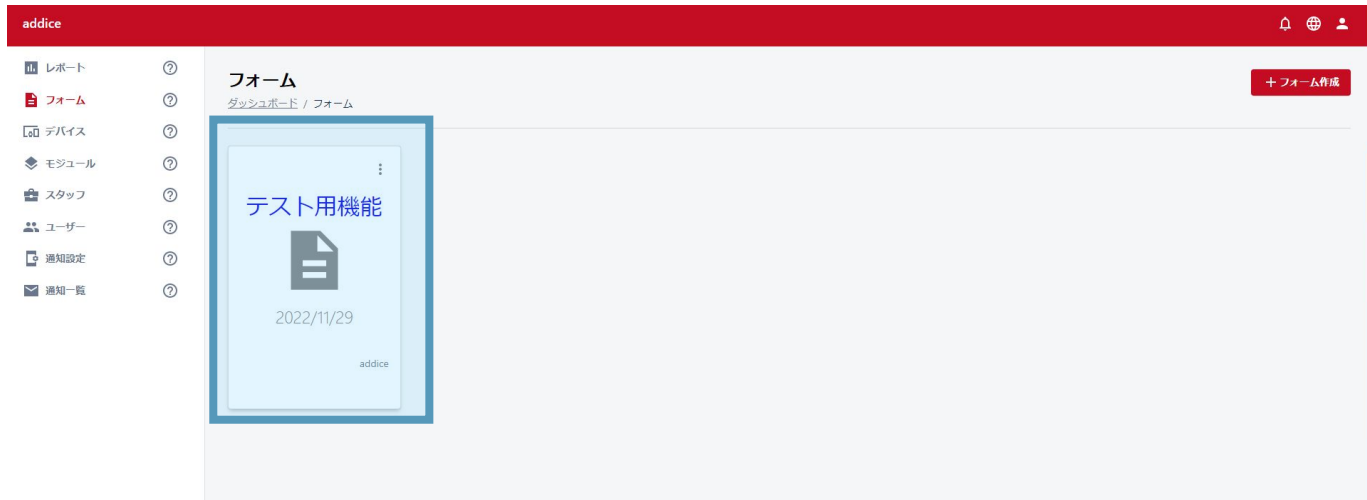 addice
レポート
フォーム
デバイス
モジュール
スタッフ
ユーザー
通知設定
通知一覧
フォーム
ダッシュボード / フォーム
+フォーム作成
テスト用機能
2022/11/29
addice